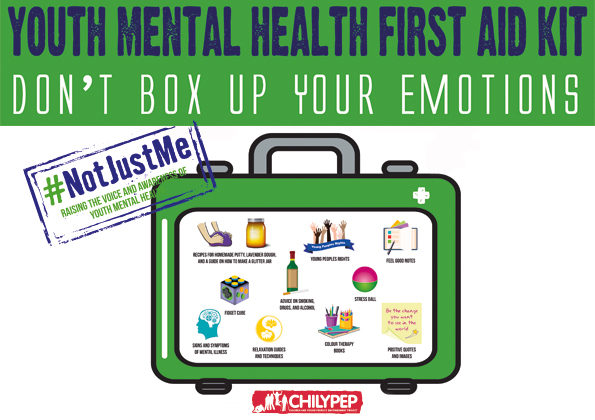 YOUTH MENTAL HEALTH FIRST AID KIT
DON'T BOX UP YOUR EMOTIONS
#NotJustMe
RAISING THE VOICE AND AWARENESS OF
YOUTH MENTAL HEALTH
RECIPES FOR HOMEMADE PUTTY, LAVENDER DOUGH,
AND A GUIDE ON HOW TO MAKE A GLITTER JAR
Young Peoples Rights
YOUNG PEOPLES RIGHTS
FEEL GOOD NOTES
FIDGET CUBE
ADVICE ON SMOKING,
DRUGS, AND ALCOHOL
STRESS BALL
SIGNS AND SYMPTOMS
OF MENTAL ILLNESS
RELAXATION GUIDES
AND TECHNIQUES
COLOUR THERAPY
BOOKS
Be the change
you want
to see in the
world
POSITIVE QUOTES
AND IMAGES
CHILYPEP